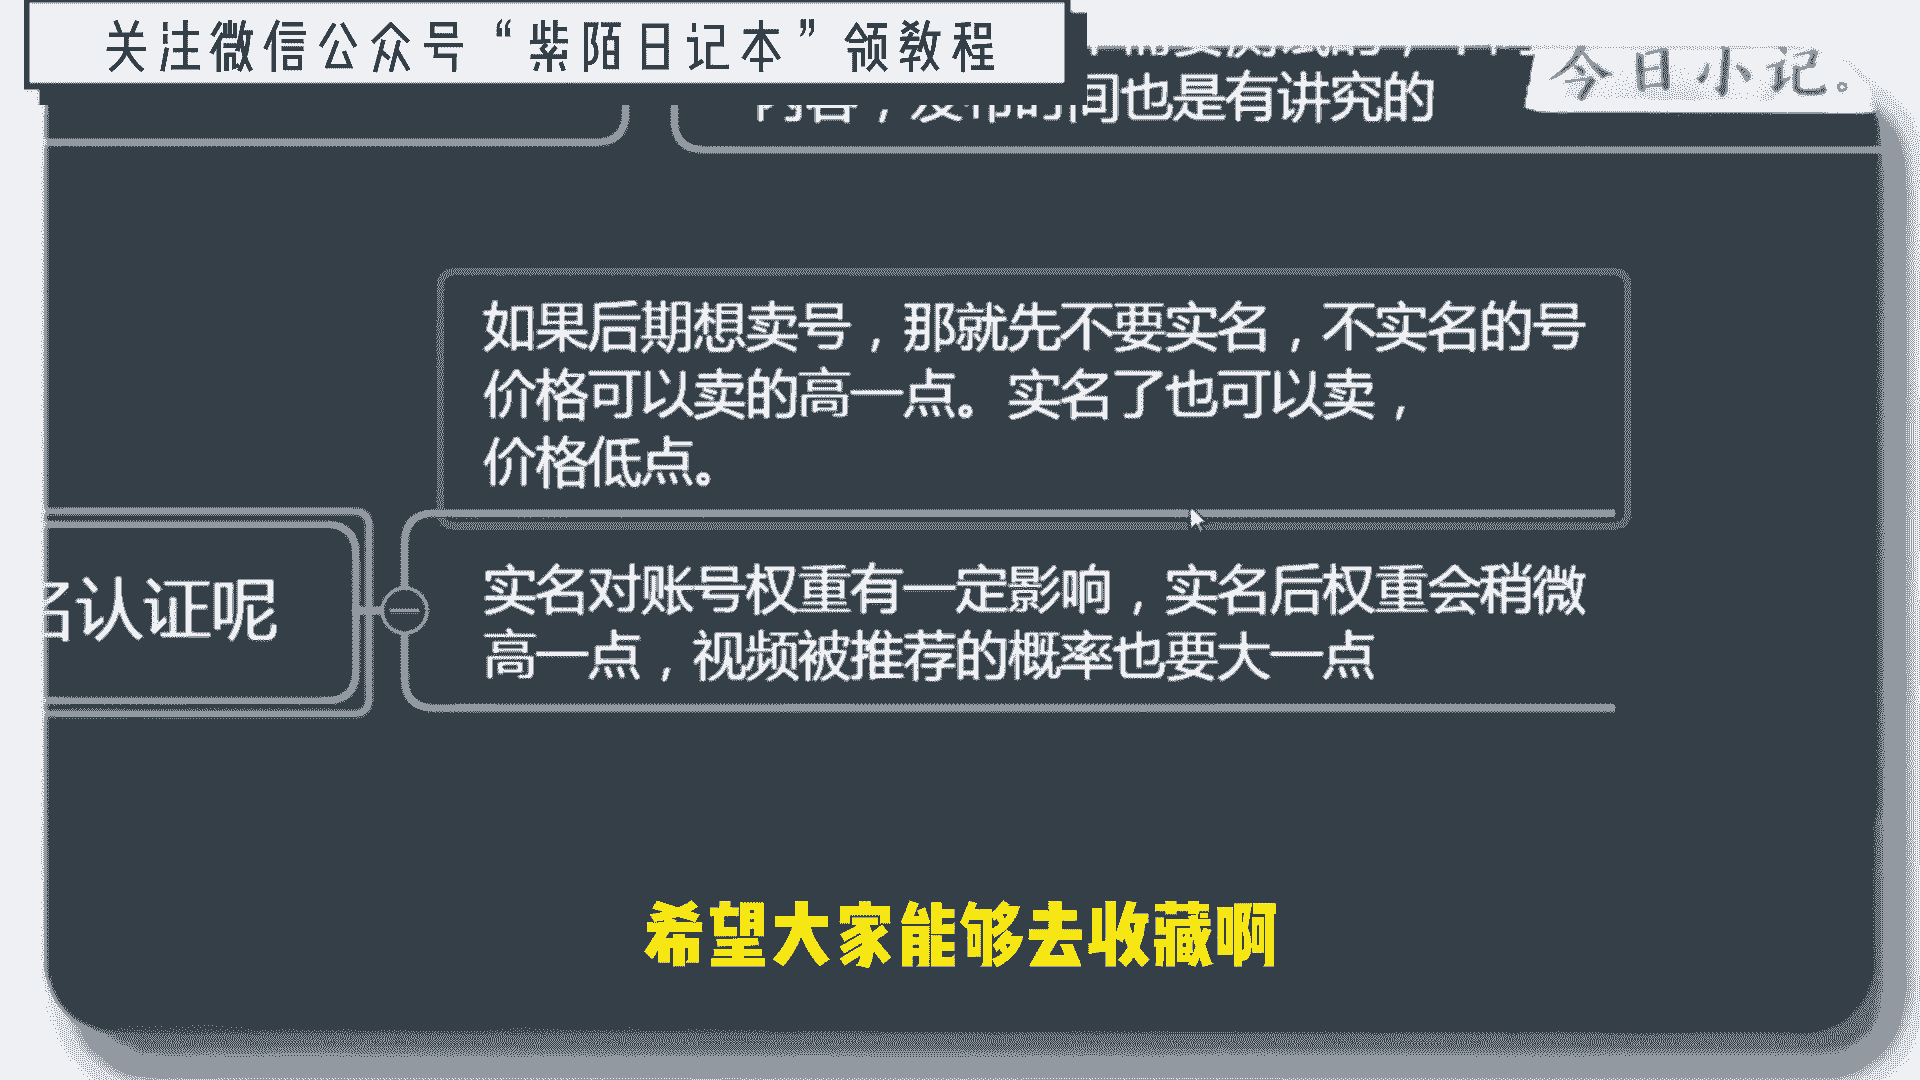 关注微信公众号“紫陌日记本”领教程
今日小记。
内容，发布时间也是有讲究的
如果后期想卖号，那就先不要实名，不实名的号
价格可以卖的高一点。实名了也可以卖，
价格低点。
名认证呢
实名对账号权重有一定影响，实名后权重会稍微
高一点，视频被推荐的概率也要大一点
希望大家能够去收藏啊